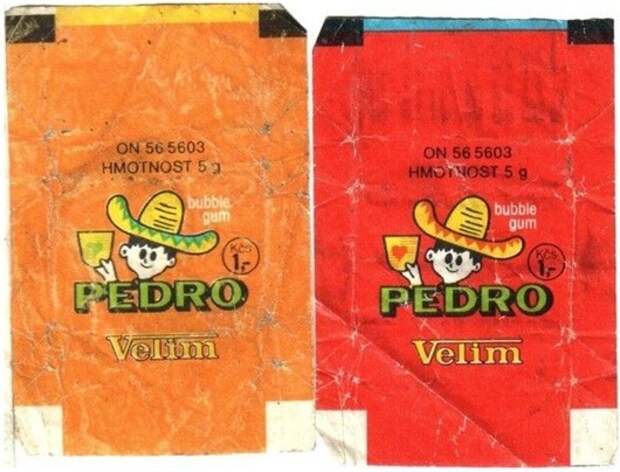 ON 56 5603
HMOTNOST 5 g
bubble
gum
Kčs
1,-
PEDRO
Velim
ON 56 5603
HMOTNOST 5 g
bubble
gum
Kčs
1,-
PEDRO
Velim